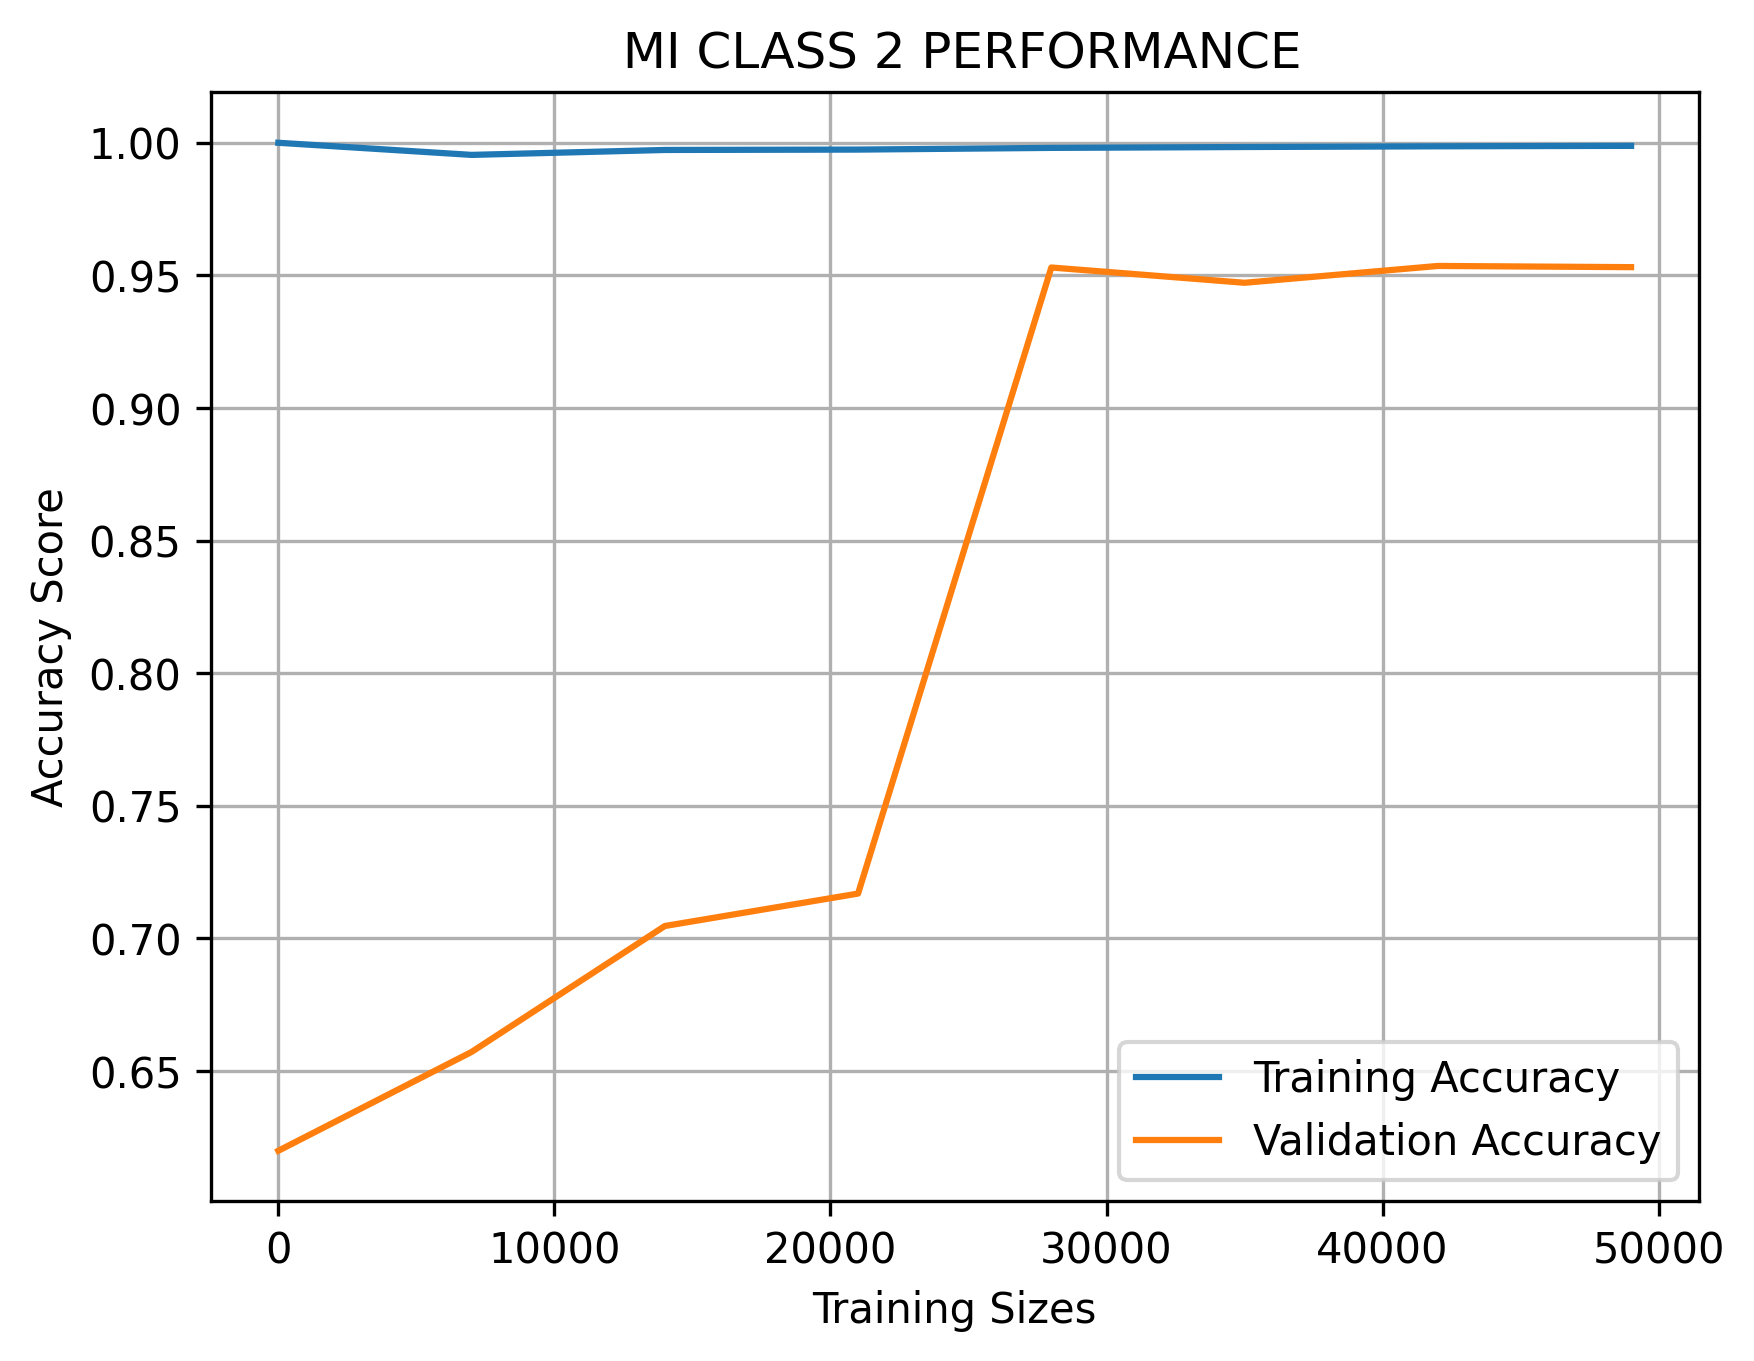 MI CLASS 2 PERFORMANCE
1.00
0.95
0.90
0.85
0.80
0.75
0.70
0.65
Accuracy Score
Training Accuracy
Validation Accuracy
0 10000 20000 30000 40000 50000
Training Sizes